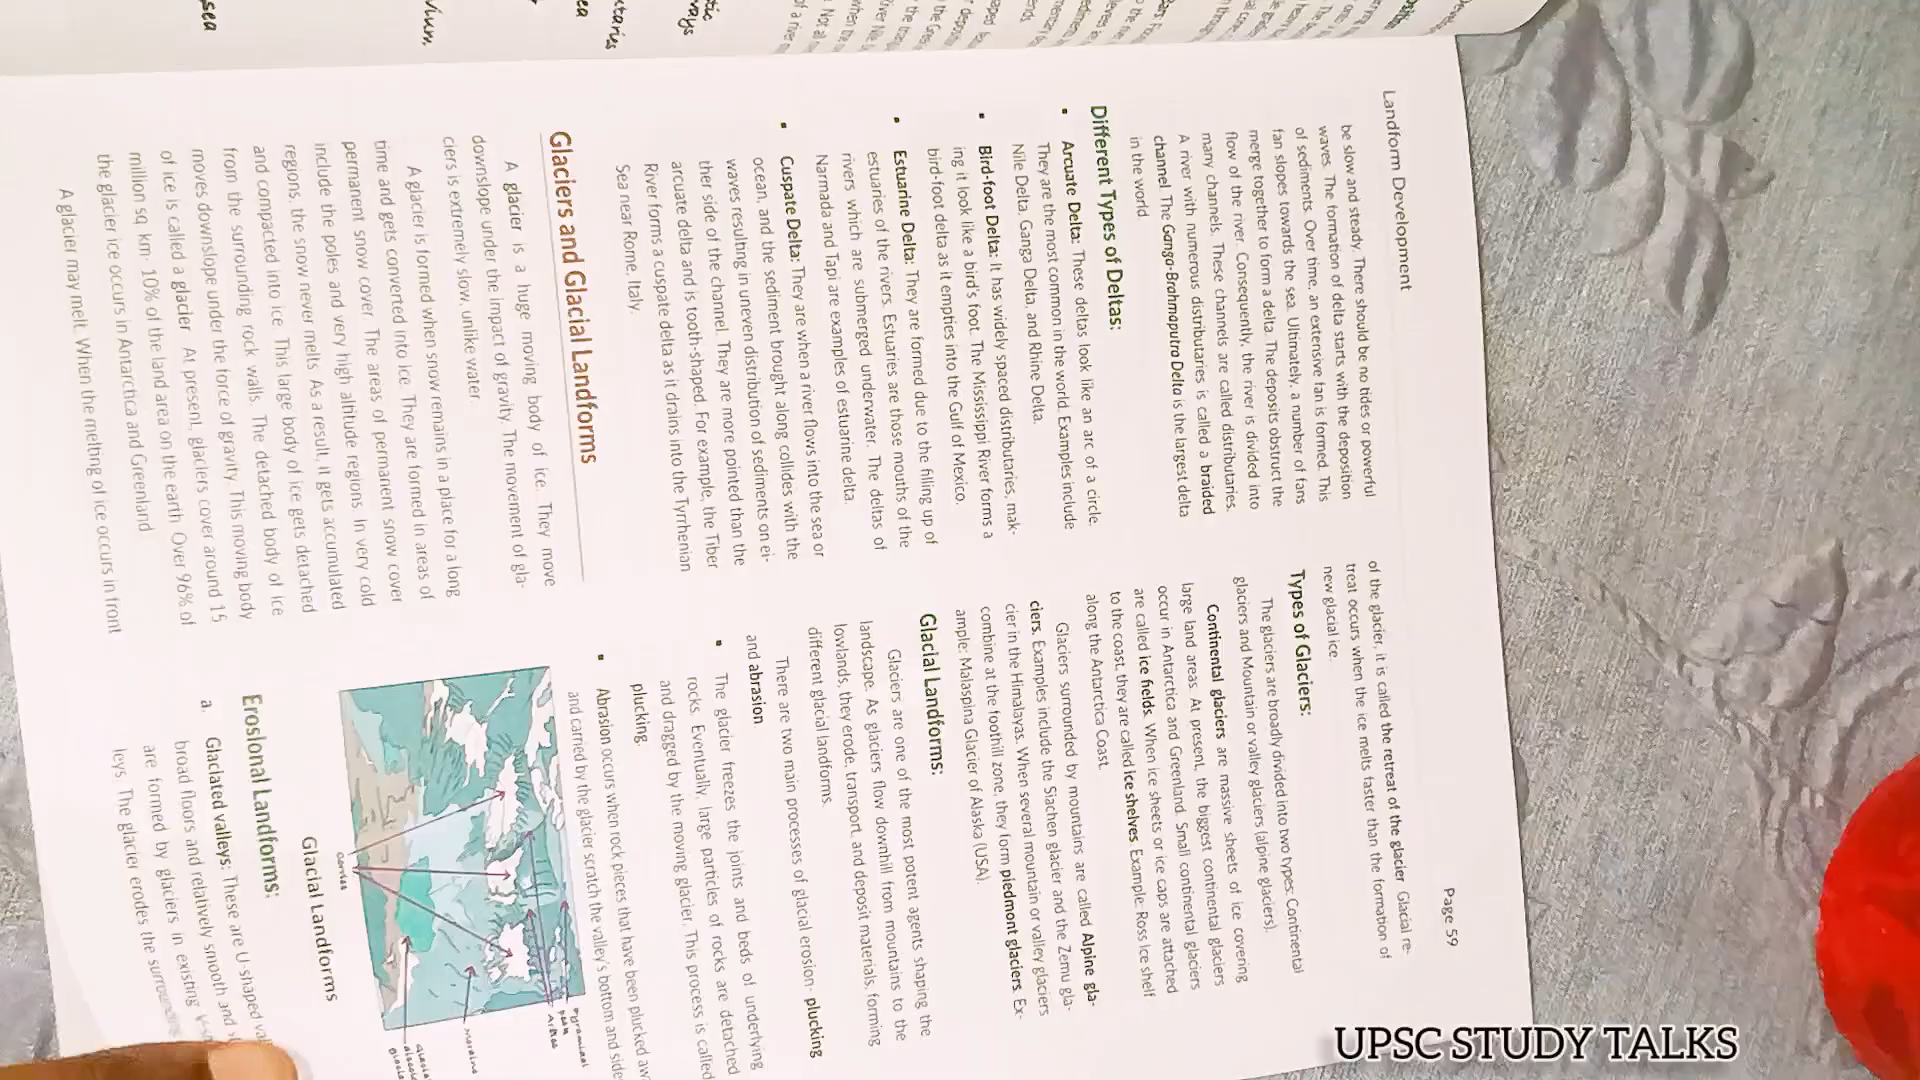 Landform Development
Page 59
be slow and steady. There should be no tides or powerful
waves. The formation of delta starts with the deposition
of sediments. Over time, an extensive fan is formed. This
fan slopes towards the sea. Ultimately, a number of fans
merge together to form a delta. The deposits obstruct the
flow of the river. Consequently, the river is divided into
many channels. These channels are called distributaries.
A river with numerous distributaries is called a braided
channel. The Ganga-Brahmaputra Delta is the largest delta
in the world.
Different Types of Deltas:
▪ Arcuate Delta: These deltas look like an arc of a circle.
They are the most common in the world. Examples include
Nile Delta, Ganga Delta, and Rhine Delta.
▪ Bird-foot Delta: It has widely spaced distributaries, mak-
ing it look like a bird's foot. The Mississippi River forms a
bird-foot delta as it empties into the Gulf of Mexico.
▪ Estuarine Delta: They are formed due to the filling up of
estuaries of the rivers. Estuaries are those mouths of the
rivers which are submerged underwater. The deltas of
Narmada and Tapi are examples of estuarine delta.
▪ Cuspate Delta: They are when a river flows into the sea or
ocean, and the sediment brought along collides with the
waves resulting in uneven distribution of sediments on ei-
ther side of the channel. They are more pointed than the
arcuate delta and is tooth-shaped. For example, the Tiber
River forms a cuspate delta as it drains into the Tyrrhenian
Sea near Rome, Italy.
Glaciers and Glacial Landforms
A glacier is a huge moving body of ice. They move
downslope under the impact of gravity. The movement of gla-
ciers is extremely slow, unlike water.
A glacier is formed when snow remains in a place for a long
time and gets converted into ice. They are formed in areas of
permanent snow cover. The areas of permanent snow cover
include the poles and very high altitude regions. In very cold
regions, the snow never melts. As a result, it gets accumulated
and compacted into ice. This large body of ice gets detached
from the surrounding rock walls. The detached body of ice
moves downslope under the force of gravity. This moving body
of ice is called a glacier. At present, glaciers cover around 15
million sq. km. 10% of the land area on the earth. Over 96% of
the glacier ice occurs in Antarctica and Greenland
A glacier may melt. When the melting of ice occurs in front
of the glacier, it is called the retreat of the glacier. Glacial re-
treat occurs when the ice melts faster than the formation of
new glacial ice.
Types of Glaciers:
The glaciers are broadly divided into two types: Continental
glaciers and Mountain or valley glaciers (alpine glaciers).
Continental glaciers are massive sheets of ice covering
large land areas. At present, the biggest continental glaciers
occur in Antarctica and Greenland. Small continental glaciers
are called ice fields. When ice sheets or ice caps are attached
to the coast, they are called ice shelves. Example: Ross Ice shelf
along the Antarctica Coast.
Glaciers surrounded by mountains are called Alpine gla-
ciers. Examples include the Siachen glacier and the Zemu gla-
cier in the Himalayas. When several mountain or valley glaciers
combine at the foothill zone, they form piedmont glaciers. Ex-
ample: Malaspina Glacier of Alaska (USA).
Glacial Landforms:
Glaciers are one of the most potent agents shaping the
landscape. As glaciers flow downhill from mountains to the
lowlands, they erode, transport, and deposit materials, forming
different glacial landforms.
There are two main processes of glacial erosion- plucking
and abrasion
▪ The glacier freezes the joints and beds of underlying
rocks. Eventually, large particles of rocks are detached
and dragged by the moving glacier. This process is called
plucking.
▪ Abrasion occurs when rock pieces that have been plucked aw
and carried by the glacier scratch the valley's bottom and side
Pyramidal
Peak
Arêtes
Moraine
corries
Glacial Landforms
Erosional Landforms:
a. Glaciated valleys: These are U-shaped val
broad floors and relatively smooth and
are formed by glaciers in existing
leys. The glacier erodes the
UPSC STUDY TALKS